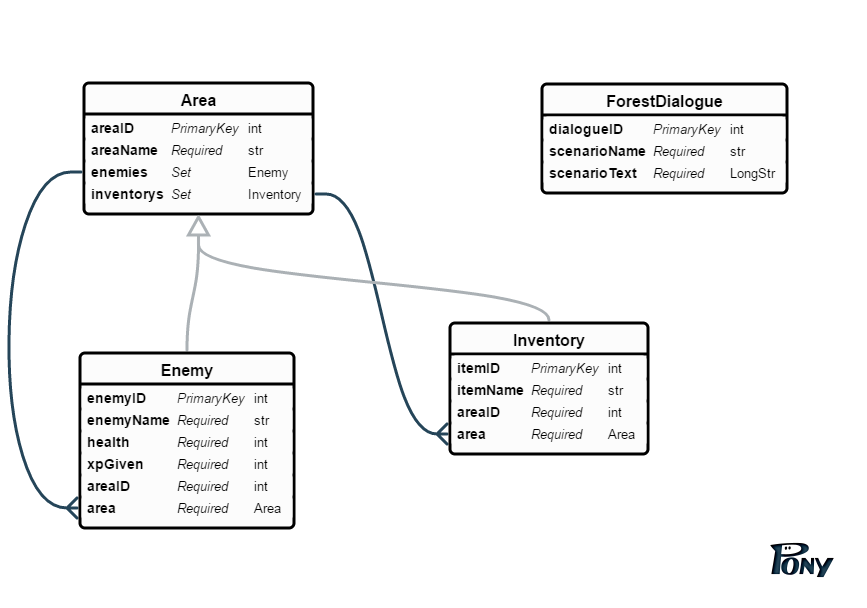 Area
areaID PrimaryKey int
areaName Required str
enemies Set Enemy
inventorys Set Inventory
ForestDialogue
dialogueID PrimaryKey int
scenarioName Required str
scenarioText Required LongStr
Enemy
enemyID PrimaryKey int
enemyName Required str
health Required int
xpGiven Required int
areaID Required int
area Required Area
Inventory
itemID PrimaryKey int
itemName Required str
areaID Required int
area Required Area
PONY